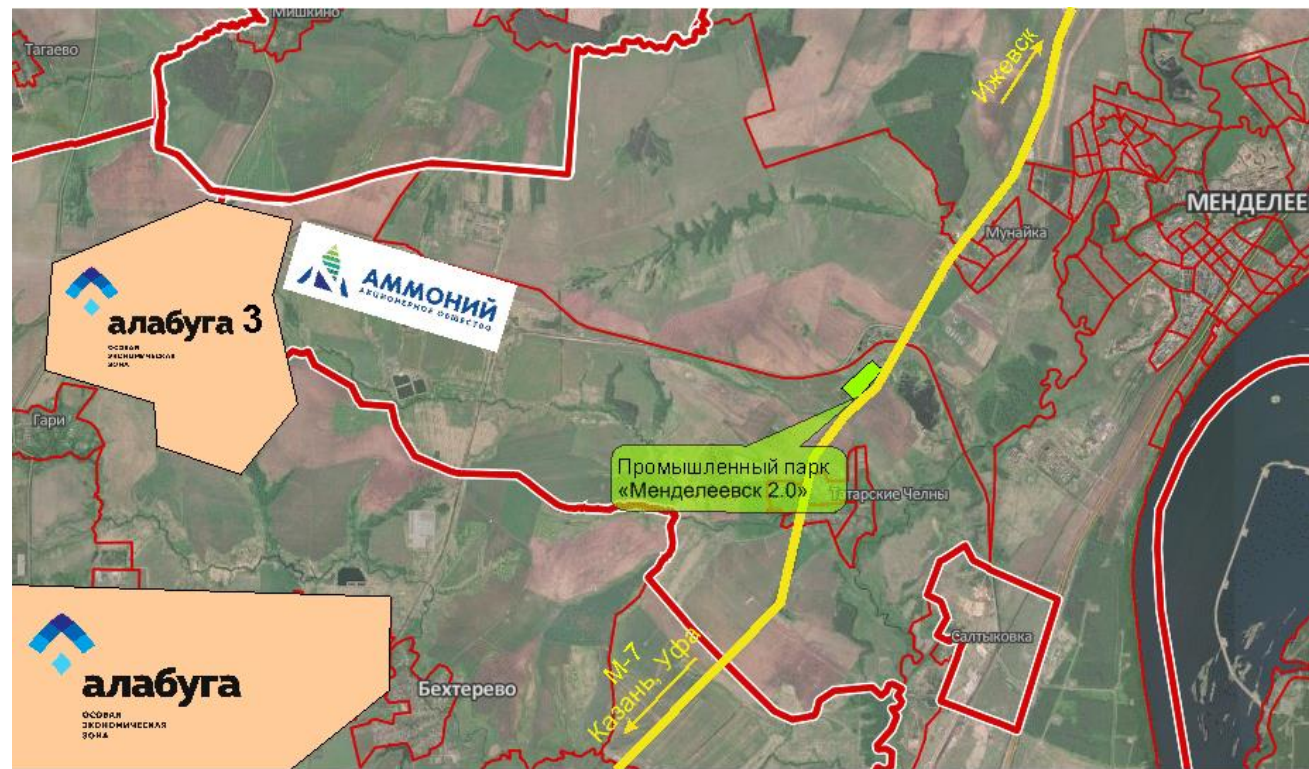 Мишкино
Тагаево
Ижевск
МЕНДЕЛЕЕ
Мунайка
алабуга 3
ОСОБАЯ
ЭКОНОМИЧЕСКАЯ
ЗОНА
АММОНИЙ
АКЦИОНЕРНОЕ ОБЩЕСТВО
Гари
Промышленный парк
«Менделеевск 2.0»
Татарские Челны
Салтыковка
М-7
Казань, Уфа
Бехтерево
алабуга
ОСОБАЯ
ЭКОНОМИЧЕСКАЯ
ЗОНА